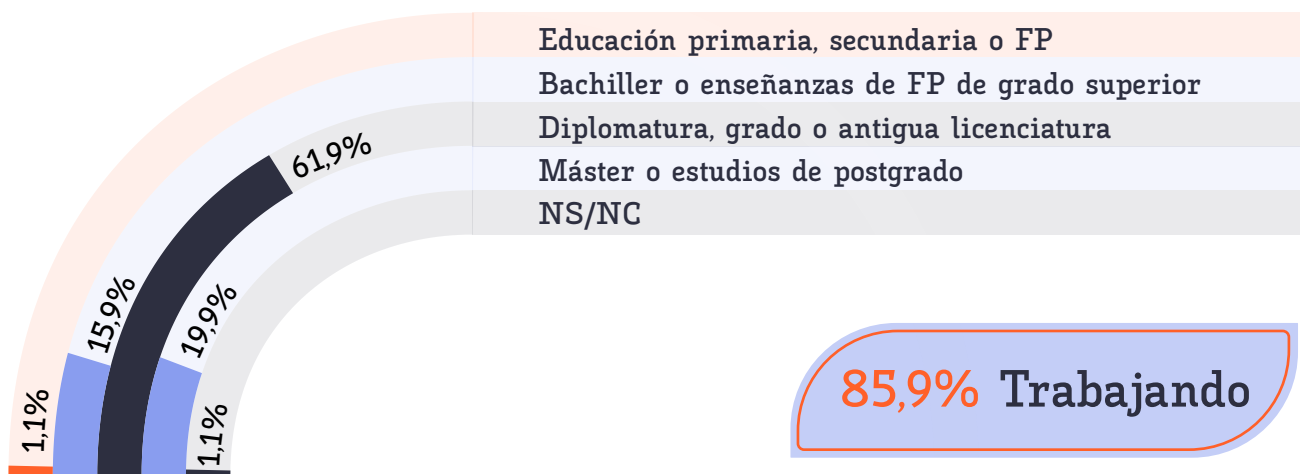 Educación primaria, secundaria o FP
Bachiller o enseñanzas de FP de grado superior
Diplomatura, grado o antigua licenciatura
61,9%
Máster o estudios de postgrado
NS/NC
15,9%
19,9%
85,9% Trabajando
1,1%
1,1%